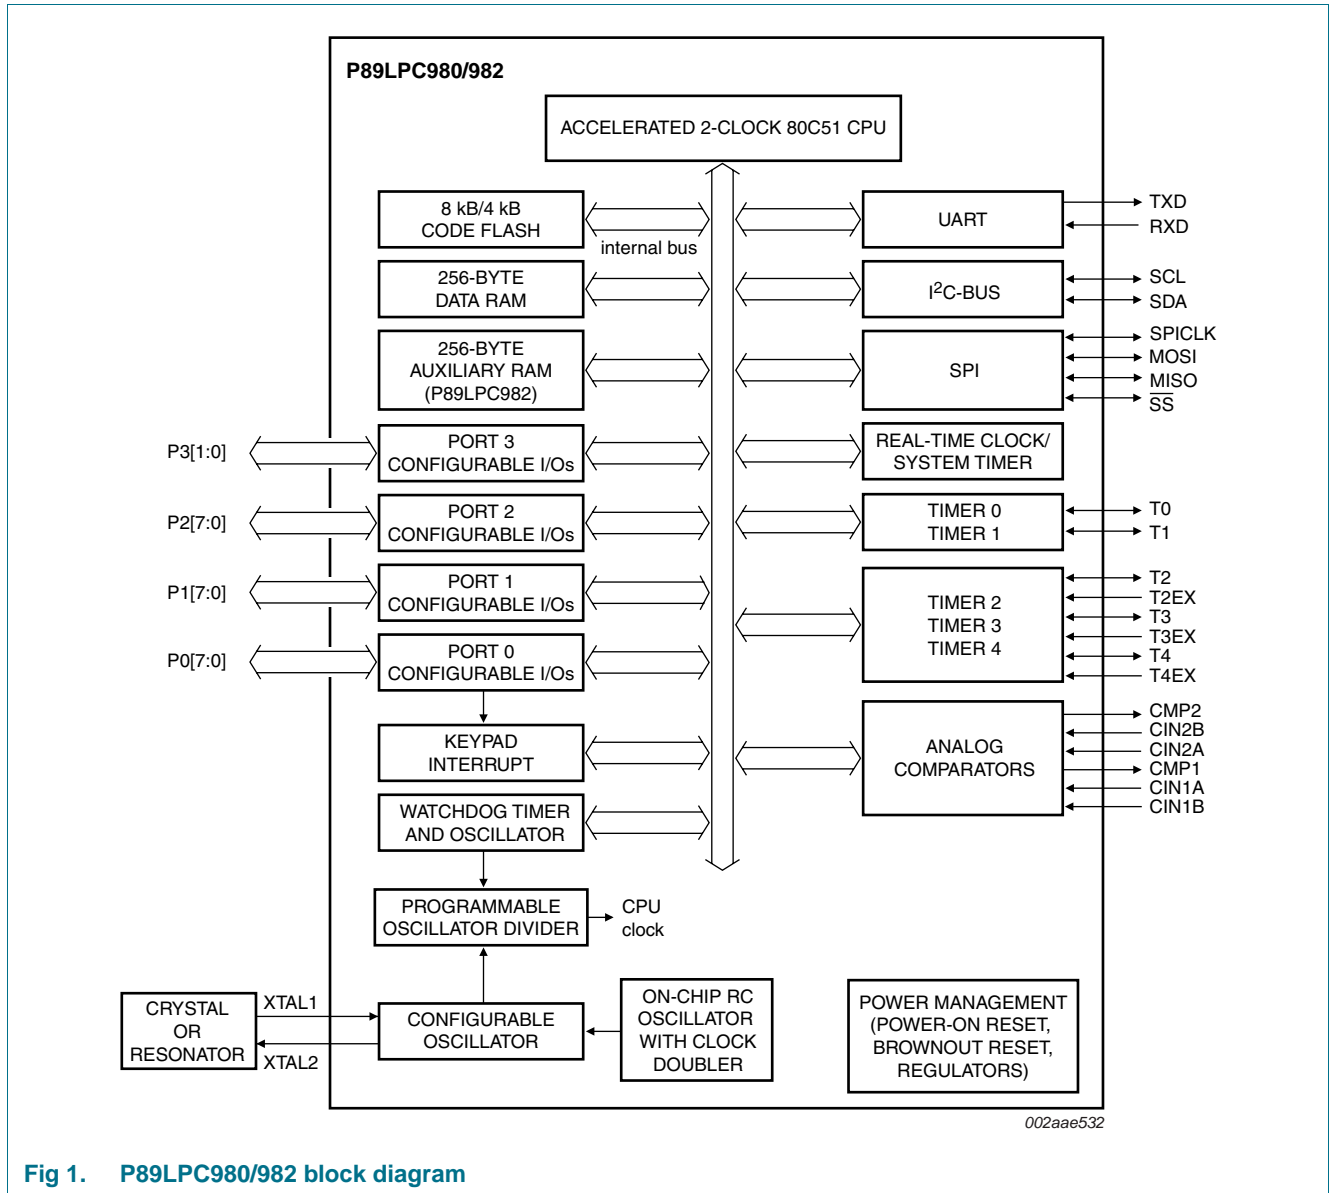 P89LPC980/982
ACCELERATED 2-CLOCK 80C51 CPU
8 kB/4 kB
CODE FLASH
internal bus
256-BYTE
DATA RAM
256-BYTE
AUXILIARY RAM
(P89LPC982)
P3[1:0]
PORT 3
CONFIGURABLE I/Os
P2[7:0]
PORT 2
CONFIGURABLE I/Os
P1[7:0]
PORT 1
CONFIGURABLE I/Os
P0[7:0]
PORT 0
CONFIGURABLE I/Os
KEYPAD
INTERRUPT
WATCHDOG TIMER
AND OSCILLATOR
PROGRAMMABLE
OSCILLATOR DIVIDER
CPU
clock
CRYSTAL
OR
RESONATOR
XTAL1
XTAL2
CONFIGURABLE
OSCILLATOR
ON-CHIP RC
OSCILLATOR
WITH CLOCK
DOUBLER
UART
TXD
RXD
I²C-BUS
SCL
SDA
SPI
SPICLK
MOSI
MISO
S̅S̅
REAL-TIME CLOCK/
SYSTEM TIMER
TIMER 0
TIMER 1
T0
T1
TIMER 2
TIMER 3
TIMER 4
T2
T2EX
T3
T3EX
T4
T4EX
ANALOG
COMPARATORS
CMP2
CIN2B
CIN2A
CMP1
CIN1A
CIN1B
POWER MANAGEMENT
(POWER-ON RESET,
BROWNOUT RESET,
REGULATORS)
002aae532
Fig 1. P89LPC980/982 block diagram